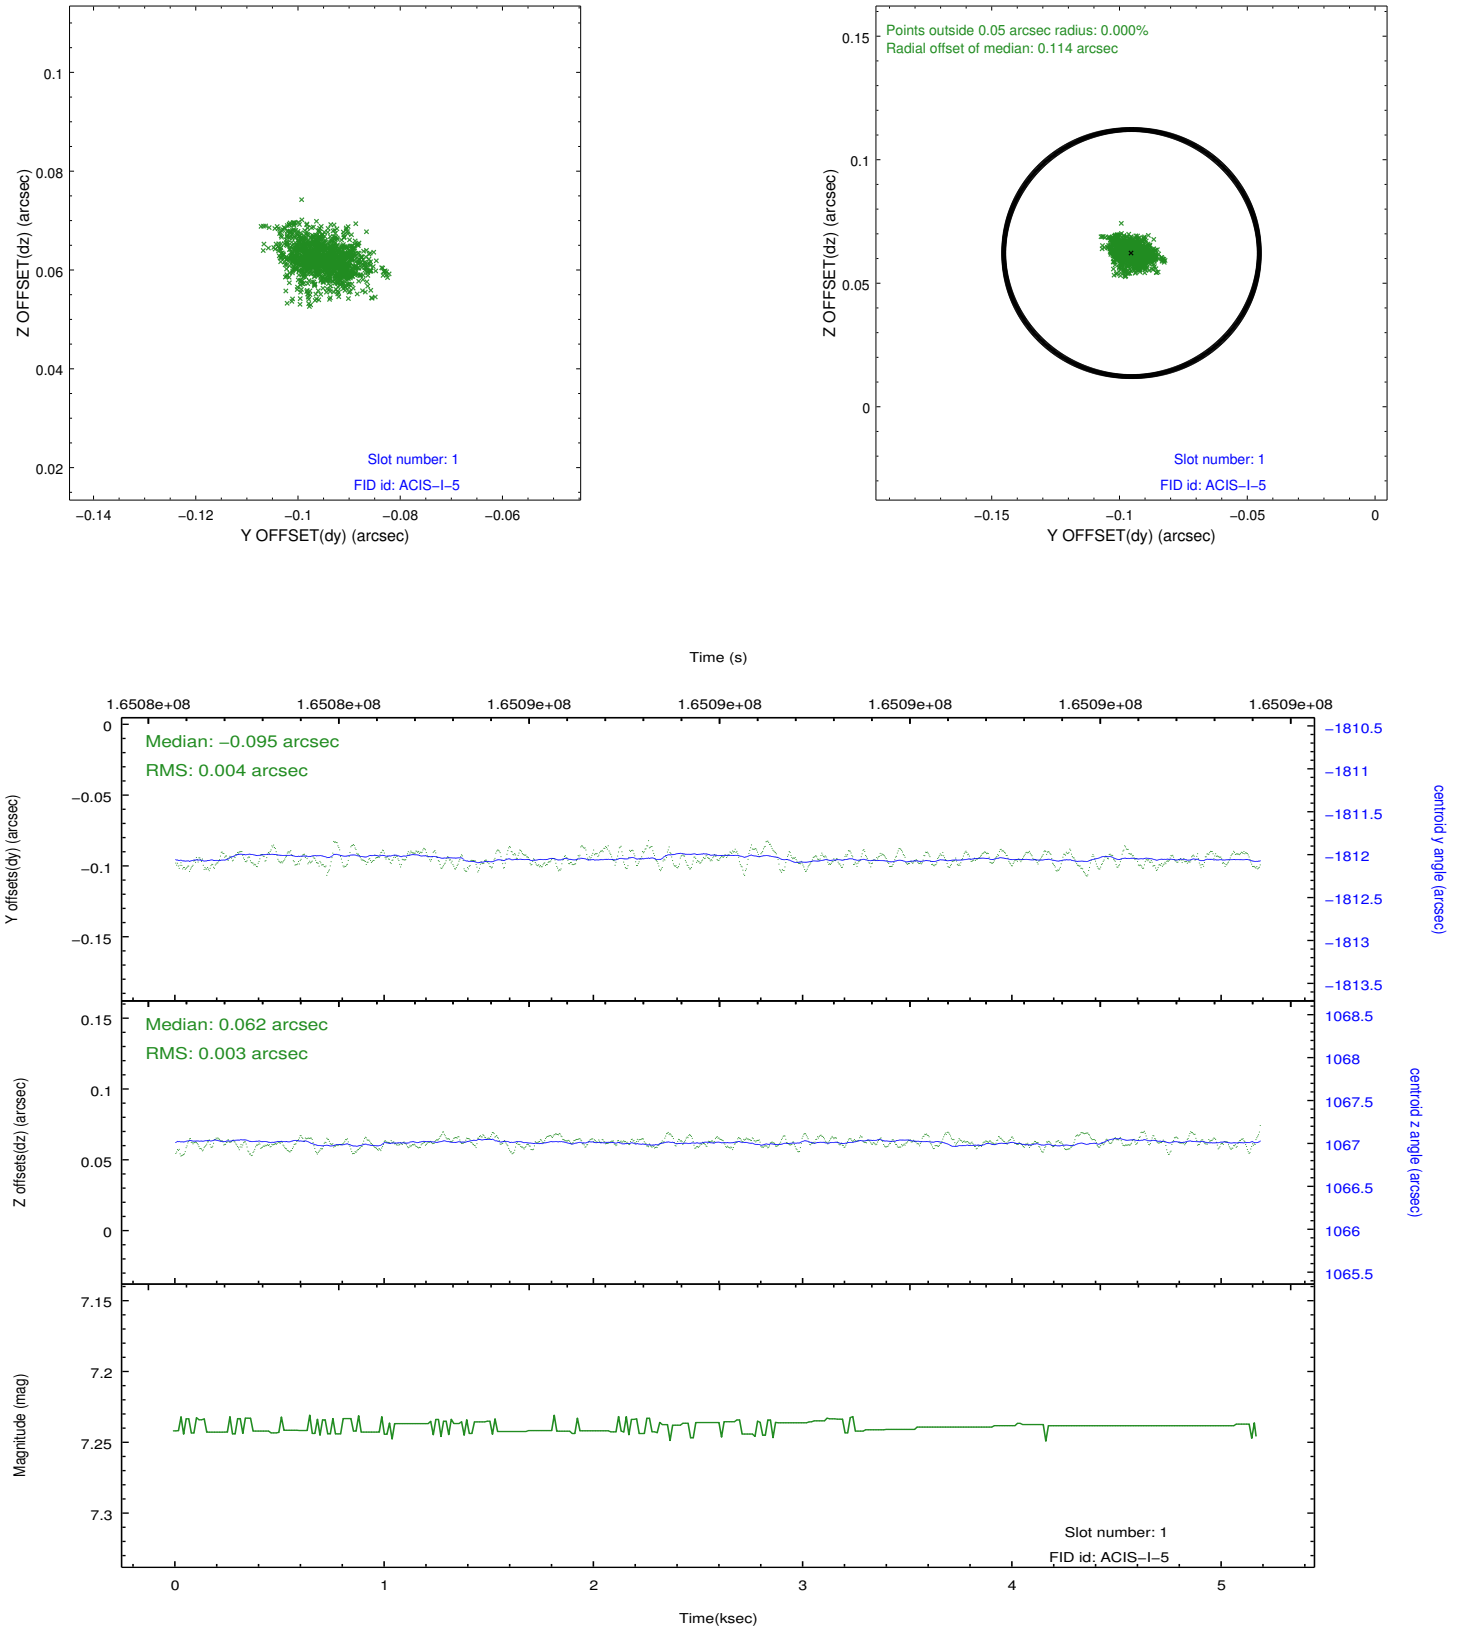 0.1
0.08
0.06
0.04
0.02
Z OFFSET(dz) (arcsec)
Slot number: 1
FID id: ACIS−I−5
−0.14 −0.12 −0.1 −0.08 −0.06
Y OFFSET(dy) (arcsec)
Points outside 0.05 arcsec radius: 0.000%
Radial offset of median: 0.114 arcsec
0.15
0.1
0.05
0
Z OFFSET(dz) (arcsec)
Slot number: 1
FID id: ACIS−I−5
−0.15 −0.1 −0.05 0
Y OFFSET(dy) (arcsec)
Time (s)
1.6508e+08 1.6508e+08 1.6509e+08 1.6509e+08 1.6509e+08 1.6509e+08 1.6509e+08
Median: −0.095 arcsec
RMS: 0.004 arcsec
0
−0.05
−0.1
−0.15
Y offsets(dy) (arcsec)
−1810.5
−1811
−1811.5
−1812
−1812.5
−1813
−1813.5
centroid y angle (arcsec)
Median: 0.062 arcsec
RMS: 0.003 arcsec
0.15
0.1
0.05
0
Z offsets(dz) (arcsec)
1068.5
1068
1067.5
1067
1066.5
1066
1065.5
centroid z angle (arcsec)
7.15
7.2
7.25
7.3
Magnitude (mag)
Slot number: 1
FID id: ACIS−I−5
0 1 2 3 4 5
Time(ksec)